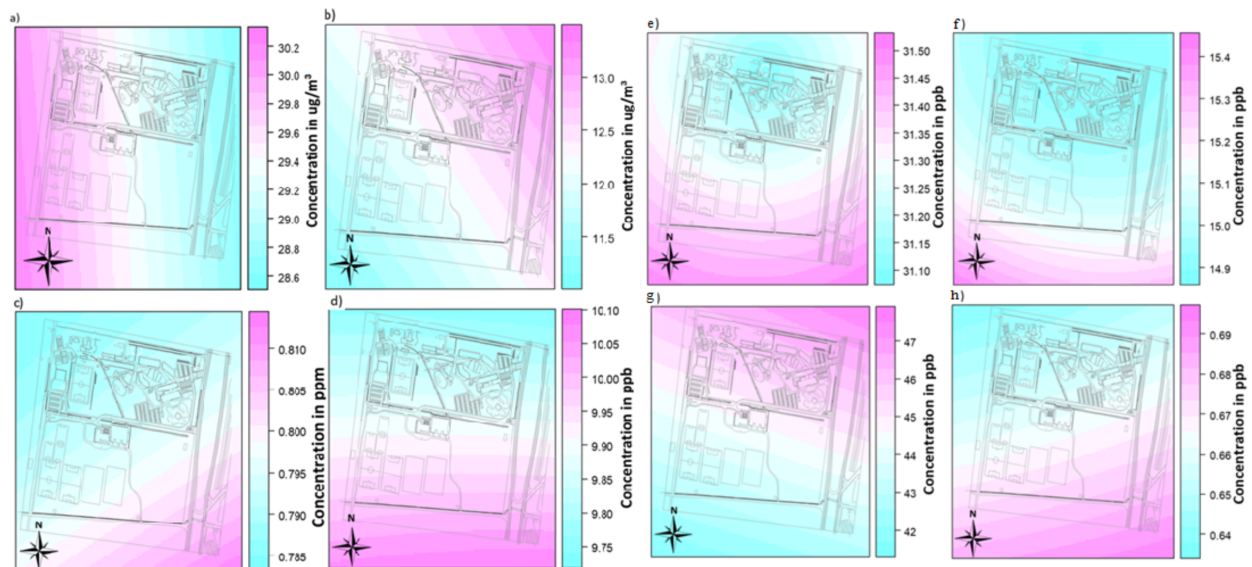 a)
30.2
30.0
29.8
29.6
29.4
29.2
29.0
28.8
28.6
Concentration in ug/m³
N
b)
13.0
12.5
12.0
11.5
Concentration in ug/m³
N
e)
31.50
31.45
31.40
31.35
31.30
31.25
31.20
31.15
31.10
Concentration in ppb
N
f)
15.4
15.3
15.2
15.1
15.0
14.9
Concentration in ppb
N
c)
0.810
0.805
0.800
0.795
0.790
0.785
Concentration in ppm
N
d)
10.10
10.05
10.00
9.95
9.90
9.85
9.80
9.75
Concentration in ppb
N
g)
47
46
45
44
43
42
Concentration in ppb
N
h)
0.69
0.68
0.67
0.66
0.65
0.64
Concentration in ppb
N